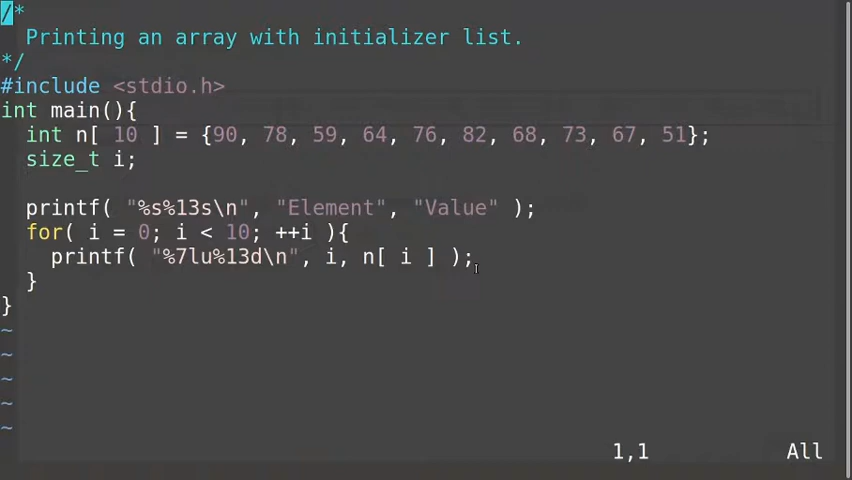 /*
  Printing an array with initializer list.
*/
#include <stdio.h>
int main(){
  int n[ 10 ] = {90, 78, 59, 64, 76, 82, 68, 73, 67, 51};
  size_t i;

  printf( "%s%13s\n", "Element", "Value" );
  for( i = 0; i < 10; ++i ){
    printf( "%7lu%13d\n", i, n[ i ] );
  }
}
~
~
~
~
~
1,1 All